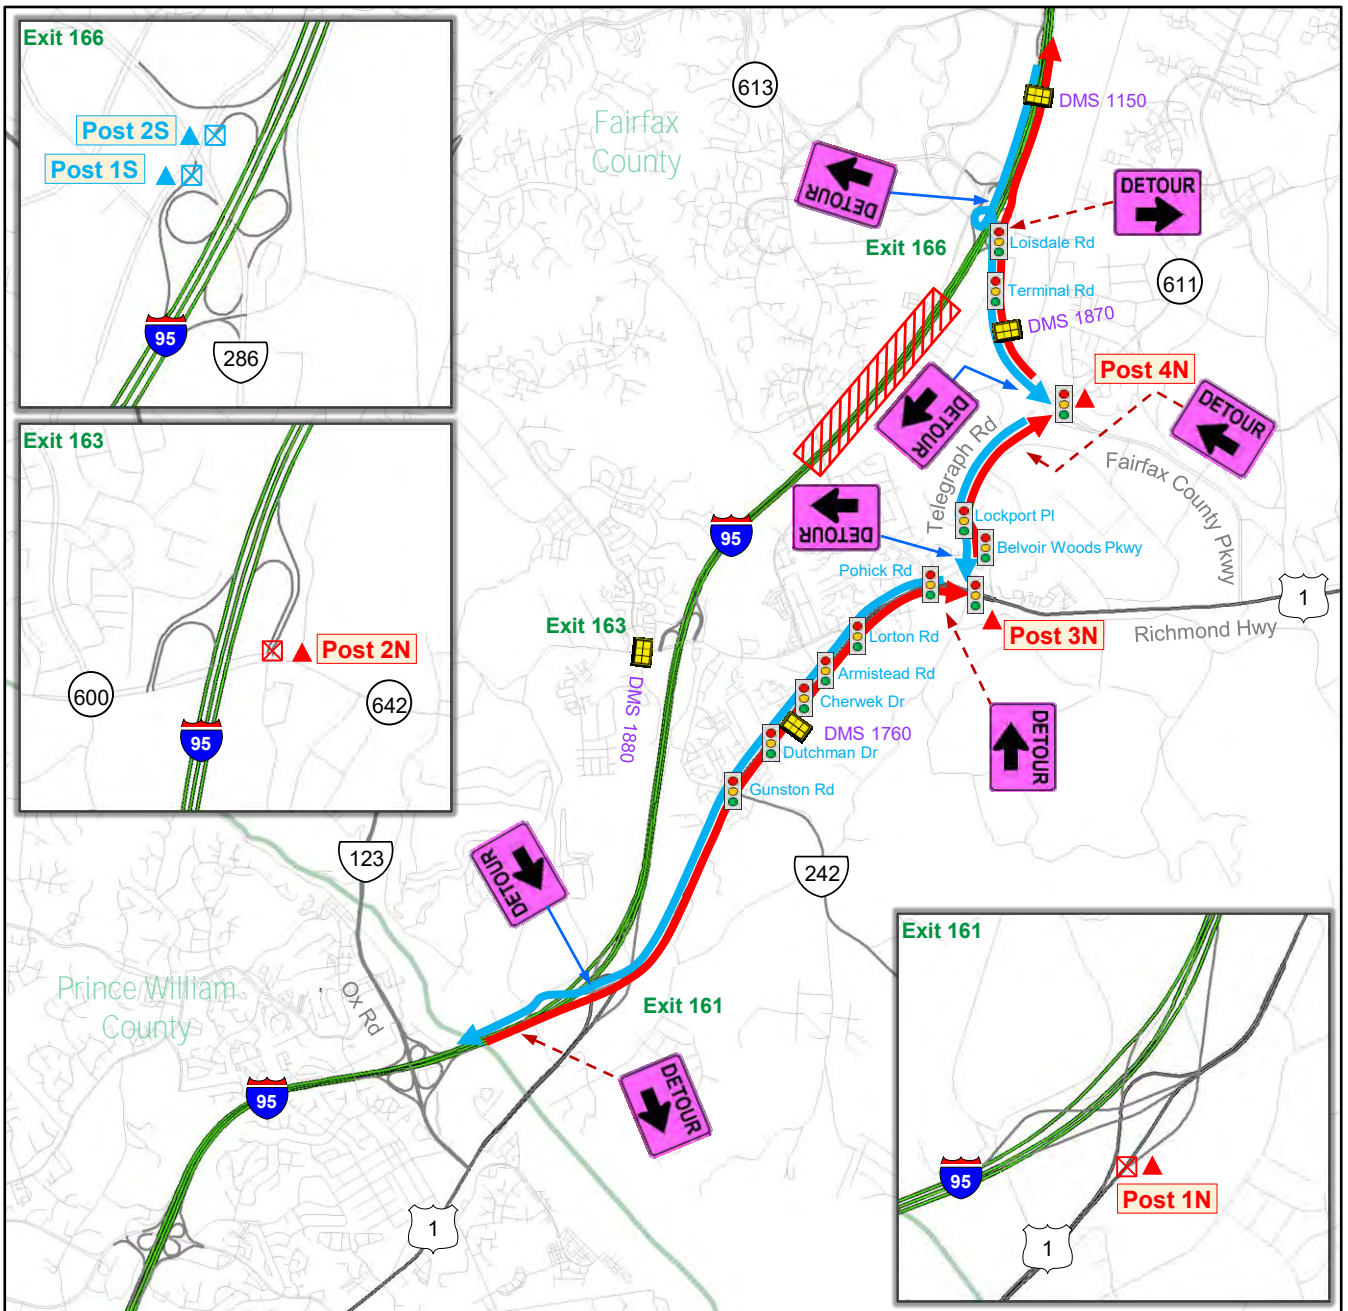 Exit 166
Post 2S
Post 1S
95
286
Exit 163
Post 2N
600
642
95
613
Fairfax
County
DMS 1150
DETOUR
DETOUR
Exit 166
Loisdale Rd
611
Terminal Rd
DMS 1870
Post 4N
DETOUR
DETOUR
Telegraph Rd
Fairfax County Pkwy
95
DETOUR
Lockport Pl
Belvoir Woods Pkwy
Pohick Rd
1
Richmond Hwy
Post 3N
Exit 163
Lorton Rd
Armistead Rd
Cherwek Dr
DMS 1880
DMS 1760
Dutchman Dr
DETOUR
Gunston Rd
123
242
DETOUR
Prince William
County
Ox Rd
Exit 161
95
DETOUR
1
Exit 161
95
Post 1N
1